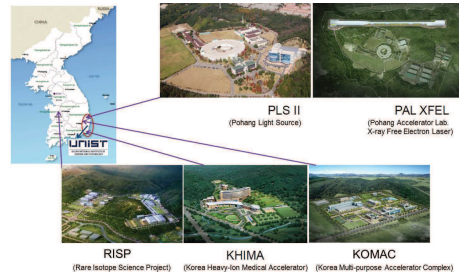 UNIST
PLS II
(Pohang Light Source)
PAL XFEL
(Pohang Accelerator Lab.
X-ray Free Electron Laser)
RISP
(Rare Isotope Science Project)
KHIMA
(Korea Heavy-Ion Medical Accelerator)
KOMAC
(Korea Multi-purpose Accelerator Complex)